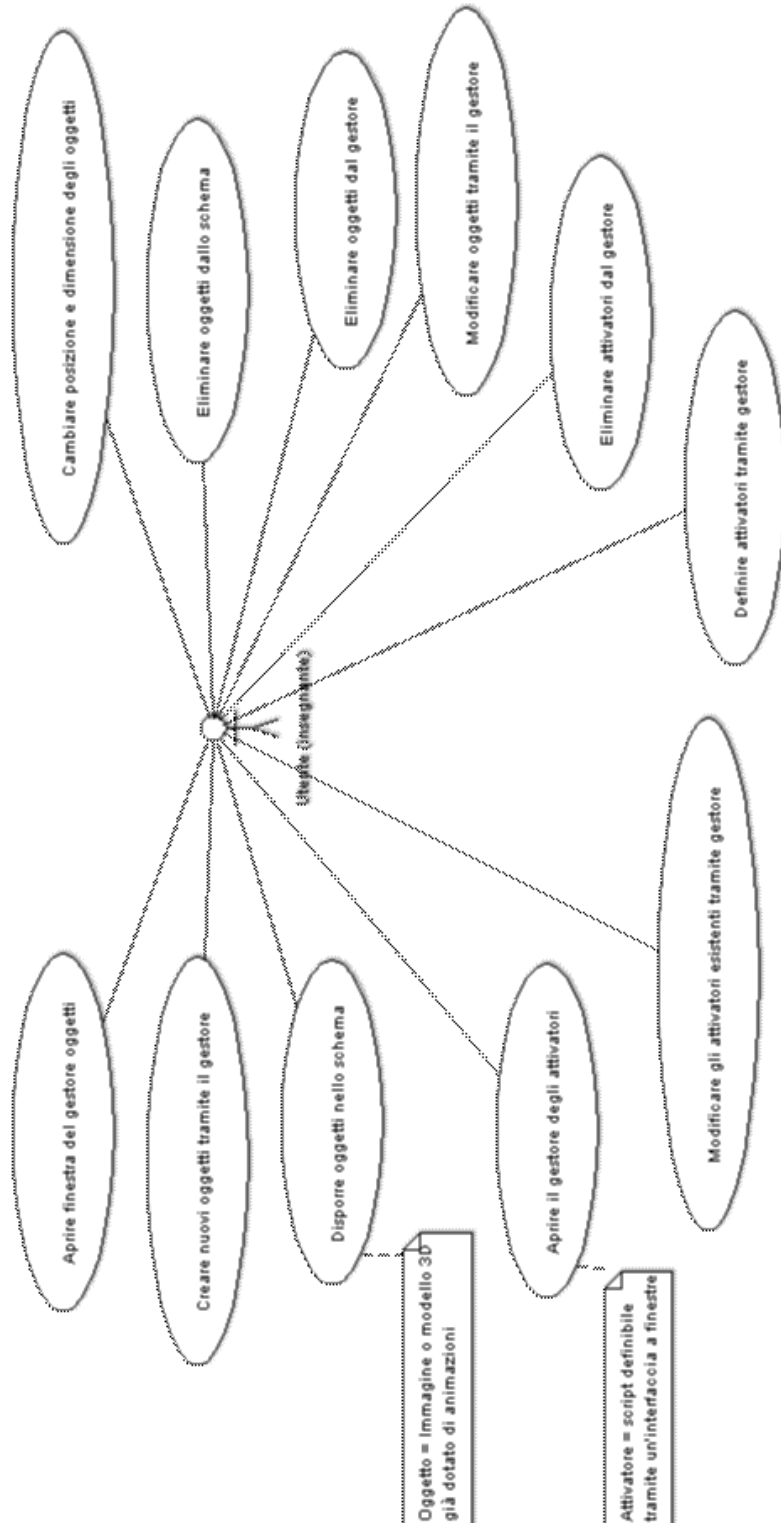 Aprire finestra del gestore oggetti
Cambiare posizione e dimensione degli oggetti
Creare nuovi oggetti tramite il gestore
Eliminare oggetti dallo schema
Utente (insegnante)
Disporre oggetti nello schema
Eliminare oggetti dal gestore
Oggetto = Immagine o modello 3D
già dotato di animazioni
Modificare oggetti tramite il gestore
Aprire il gestore degli attivatori
Eliminare attivatori dal gestore
Attivatore = script definibile
tramite un'interfaccia a finestre
Modificare gli attivatori esistenti tramite gestore
Definire attivatori tramite gestore